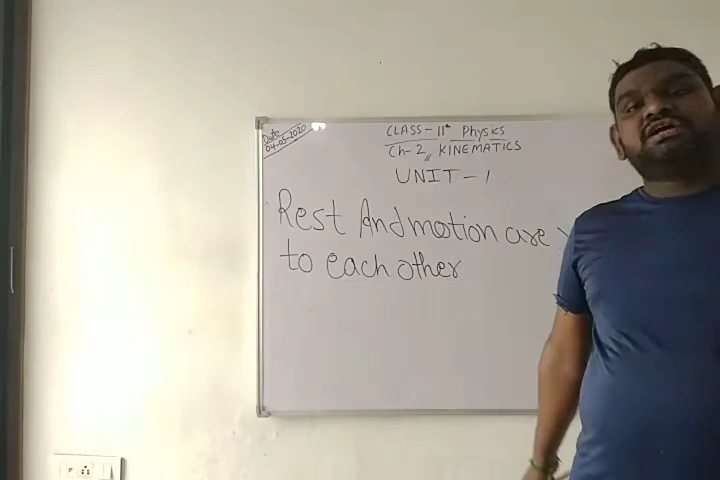 Date
04-05-2020
CLASS-11th Physics
Ch-2, KINEMATICS
UNIT-1
Rest And motion are
to each other